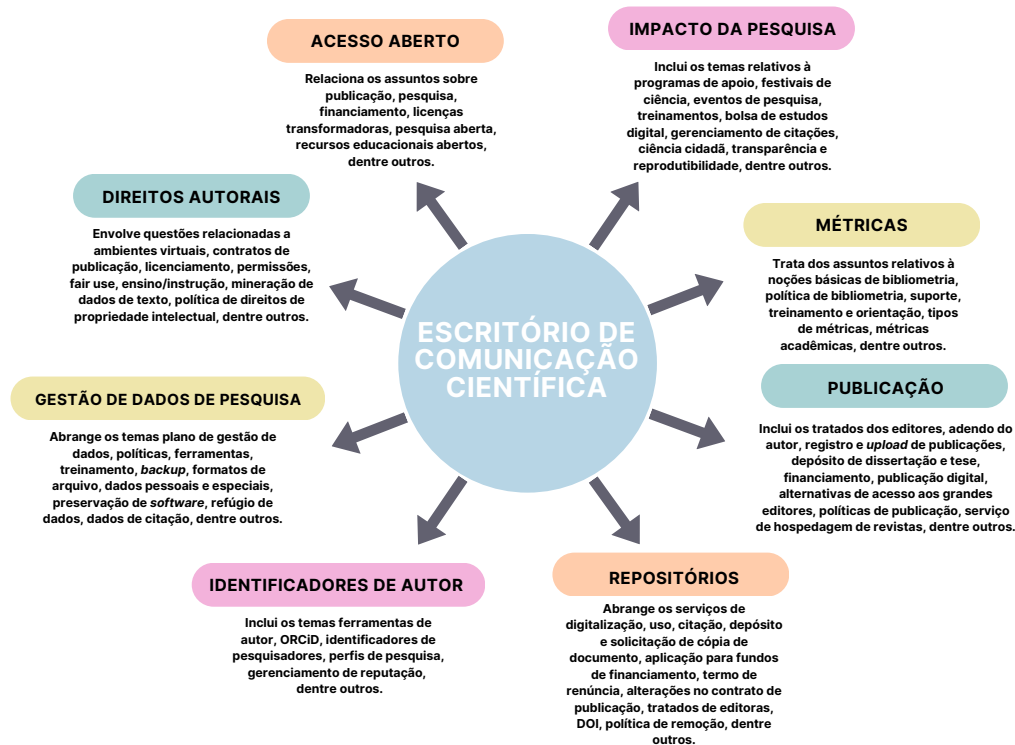 ACESSO ABERTO
Relaciona os assuntos sobre
publicação, pesquisa,
financiamento, licenças
transformadoras, pesquisa aberta,
recursos educacionais abertos,
dentre outros.
IMPACTO DA PESQUISA
Inclui os temas relativos à
programas de apoio, festivais de
ciência, eventos de pesquisa,
treinamentos, bolsa de estudos
digital, gerenciamento de citações,
ciência cidadã, transparência e
reprodutibilidade, dentre outros.
DIREITOS AUTORAIS
Envolve questões relacionadas a
ambientes virtuais, contratos de
publicação, licenciamento, permissões,
fair use, ensino/instrução, mineração de
dados de texto, política de direitos de
propriedade intelectual, dentre outros.
MÉTRICAS
Trata dos assuntos relativos à
noções básicas de bibliometria,
política de bibliometria, suporte,
treinamento e orientação, tipos
de métricas, métricas
acadêmicas, dentre outros.
ESCRITÓRIO DE
COMUNICAÇÃO
CIENTÍFICA
GESTÃO DE DADOS DE PESQUISA
Abrange os temas plano de gestão de
dados, políticas, ferramentas,
treinamento, backup, formatos de
arquivo, dados pessoais e especiais,
preservação de software, refúgio de
dados, dados de citação, dentre outros.
PUBLICAÇÃO
Inclui os tratados dos editores, adendo do
autor, registro e upload de publicações,
depósito de dissertação e tese,
financiamento, publicação digital,
alternativas de acesso aos grandes
editores, políticas de publicação, serviço
de hospedagem de revistas, dentre outros.
IDENTIFICADORES DE AUTOR
Inclui os temas ferramentas de
autor, ORCiD, identificadores de
pesquisadores, perfis de pesquisa,
gerenciamento de reputação,
dentre outros.
REPOSITÓRIOS
Abrange os serviços de
digitalização, uso, citação, depósito
e solicitação de cópia de
documento, aplicação para fundos
de financiamento, termo de
renúncia, alterações no contrato de
publicação, tratados de editoras,
DOI, política de remoção, dentre
outros.